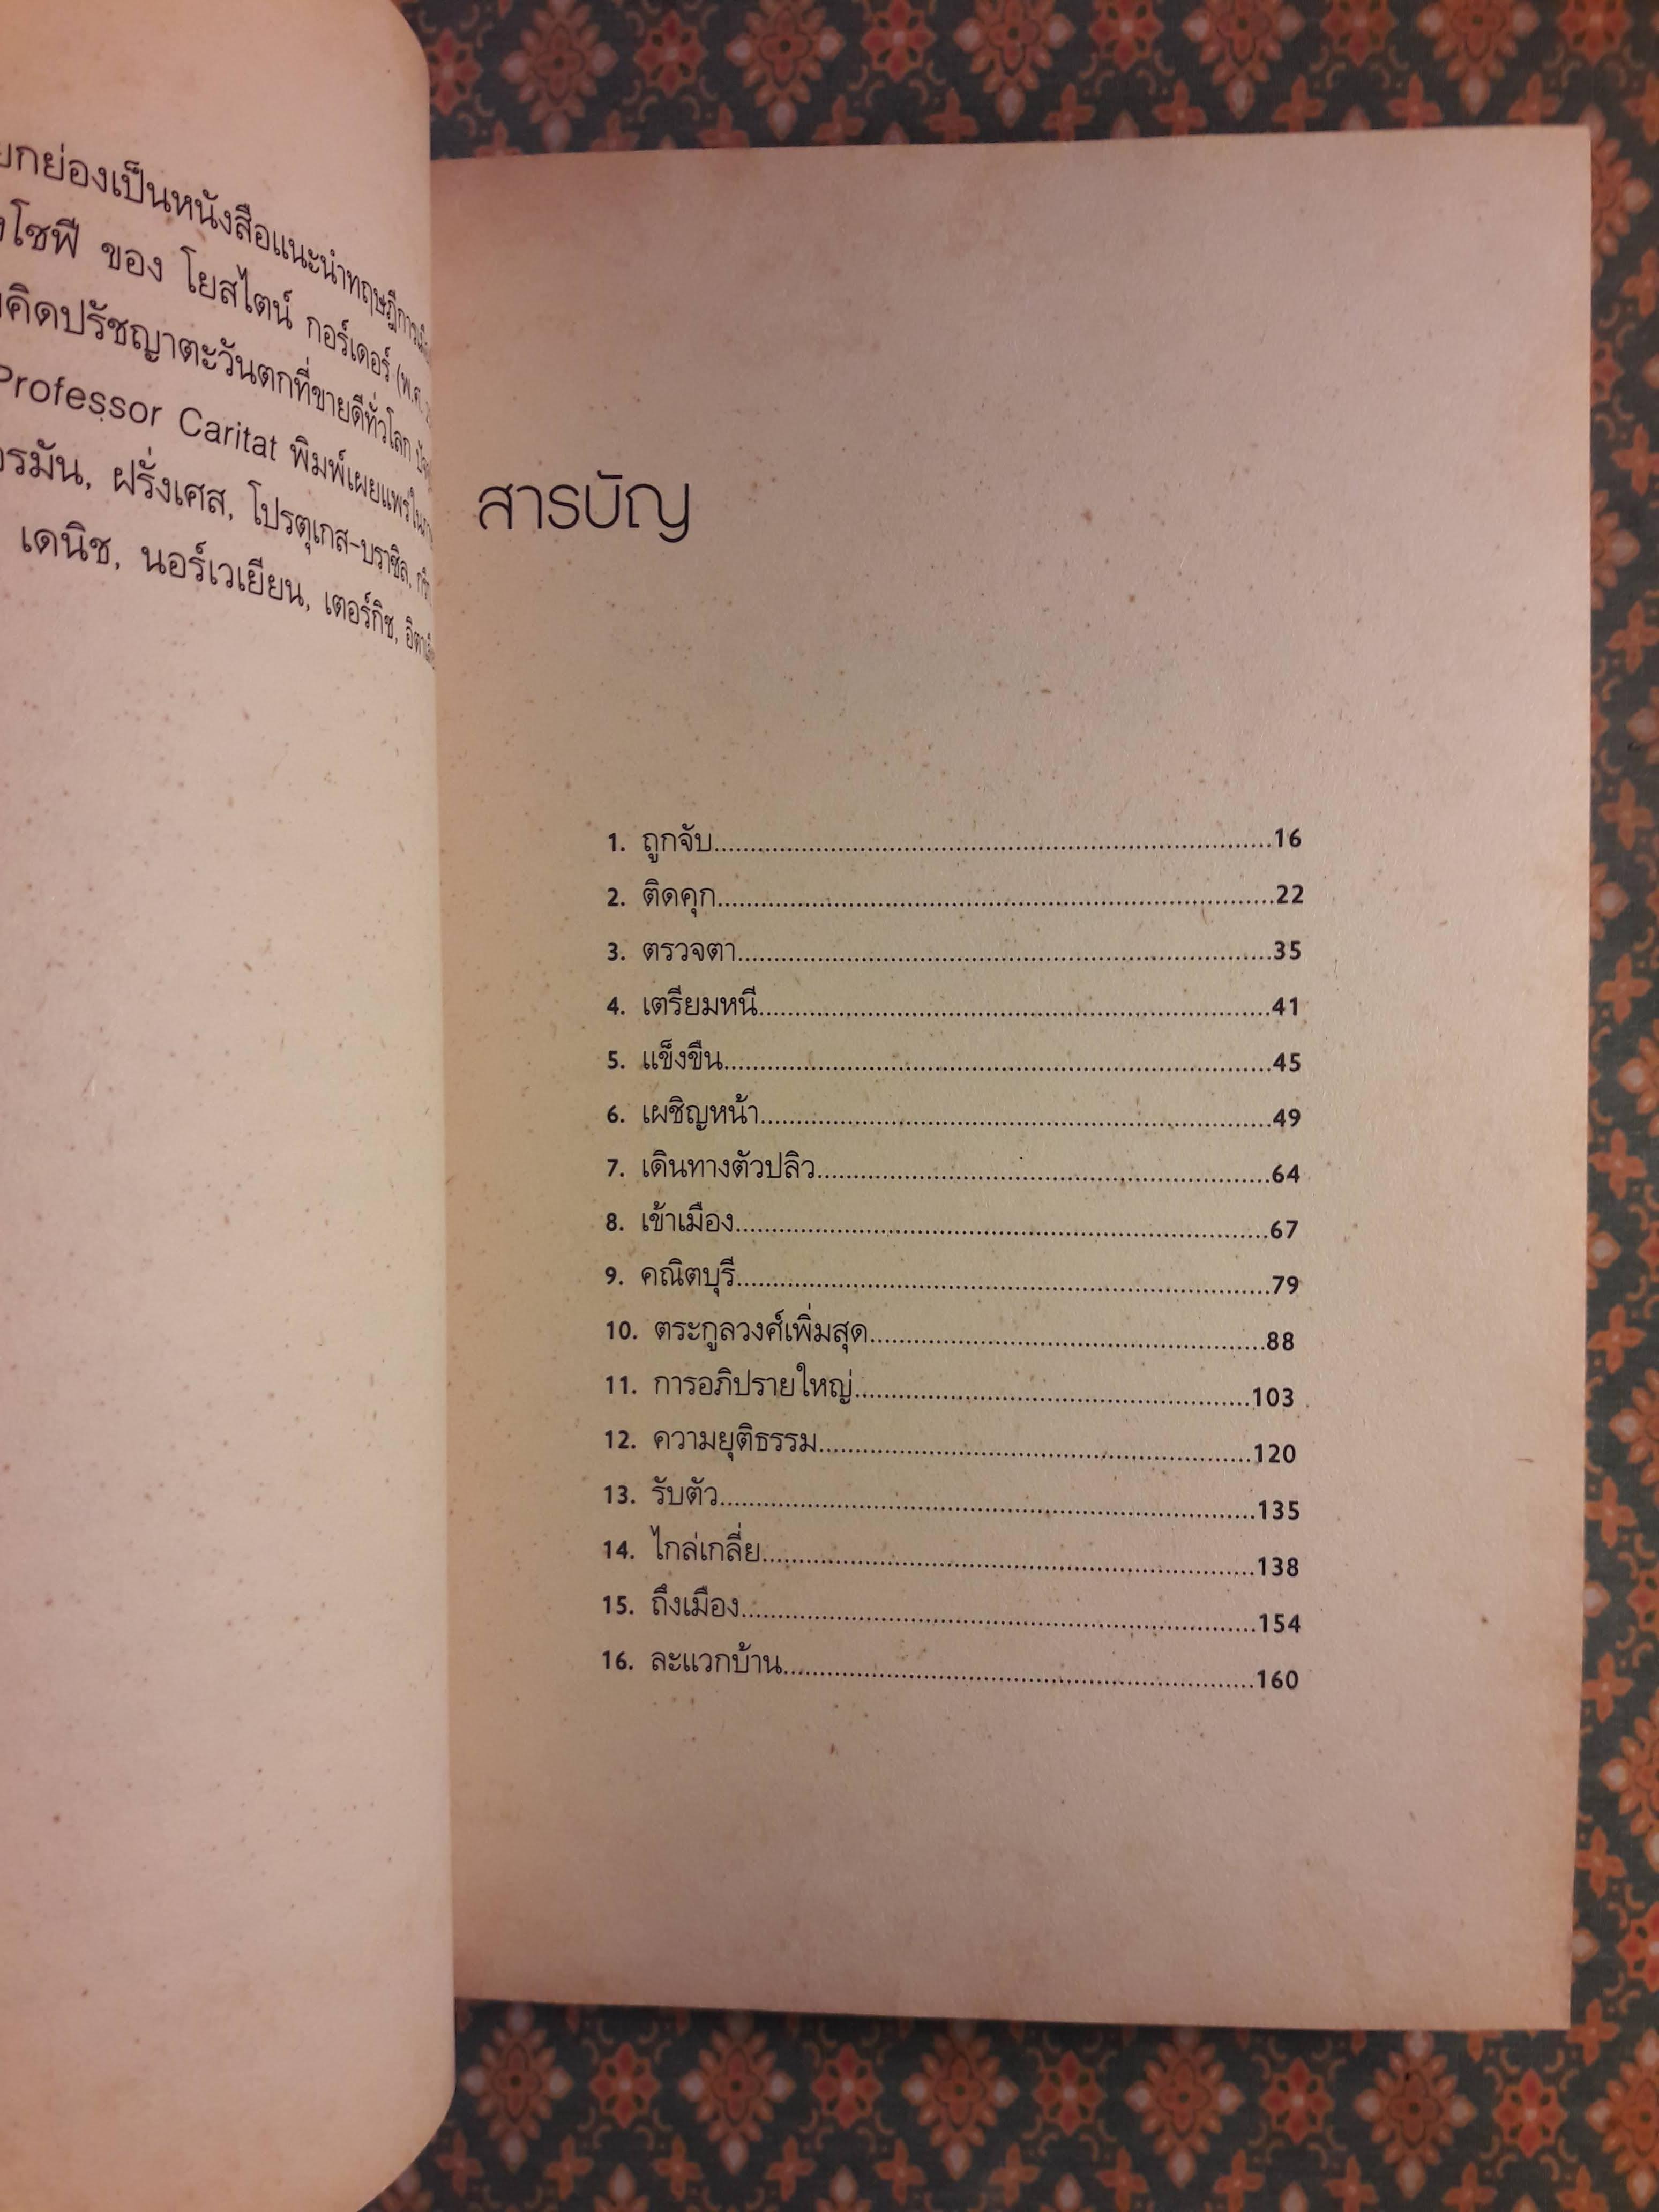 ยกย่องเป็นหนังสือแนะนำทฤษฎีการเมือง
โซฟี ของ โยสไตน์ กอร์เดอร์ (พ.ศ.
คิดปรัชญาตะวันตกที่ขายดีทั่วโลก
Professor Caritat พิมพ์เผยแพร่ใน
รมัน, ฝรั่งเศส, โปรตุเกส-บราซิล,
เดนิช, นอร์เวเยียน, เตอร์กิช,
สารบัญ
1. ถูกจับ........................................16
2. ติดคุก........................................22
3. ตรวจตา........................................35
4. เตรียมหนี........................................41
5. แข็งขืน........................................45
6. เผชิญหน้า........................................49
7. เดินทางตัวปลิว........................................64
8. เข้าเมือง........................................67
9. คณิตบุรี........................................79
10. ตระกูลวงศ์เพิ่มสุด........................................88
11. การอภิปรายใหญ่........................................103
12. ความยุติธรรม........................................120
13. รับตัว........................................135
14. ไกล่เกลี่ย........................................138
15. ถึงเมือง........................................154
16. ละแวกบ้าน........................................160